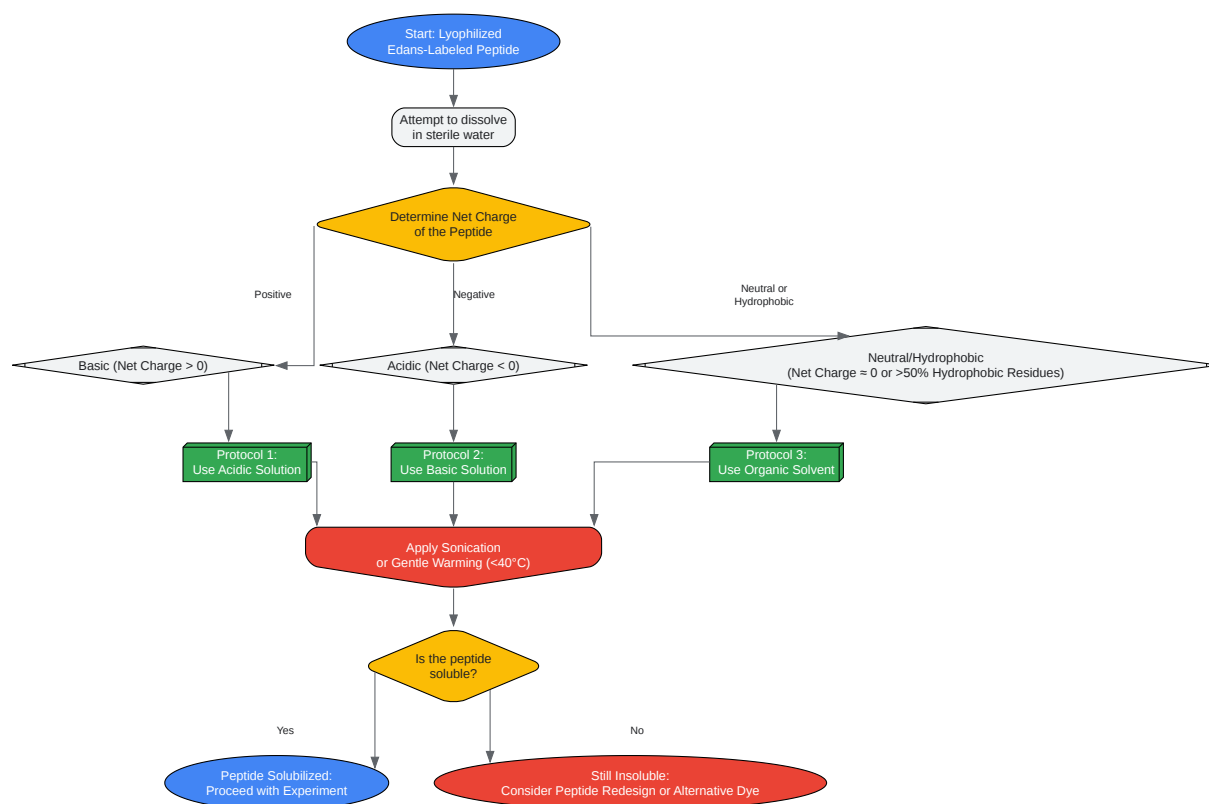 Start: Lyophilized
Edans-Labeled Peptide
Attempt to dissolve
in sterile water
Determine Net Charge
of the Peptide
Positive
Negative
Neutral or
Hydrophobic
Basic (Net Charge > 0)
Acidic (Net Charge < 0)
Neutral/Hydrophobic
(Net Charge ≈ 0 or >50% Hydrophobic Residues)
Protocol 1:
Use Acidic Solution
Protocol 2:
Use Basic Solution
Protocol 3:
Use Organic Solvent
Apply Sonication
or Gentle Warming (<40°C)
Is the peptide
soluble?
Yes
No
Peptide Solubilized:
Proceed with Experiment
Still Insoluble:
Consider Peptide Redesign or Alternative Dye